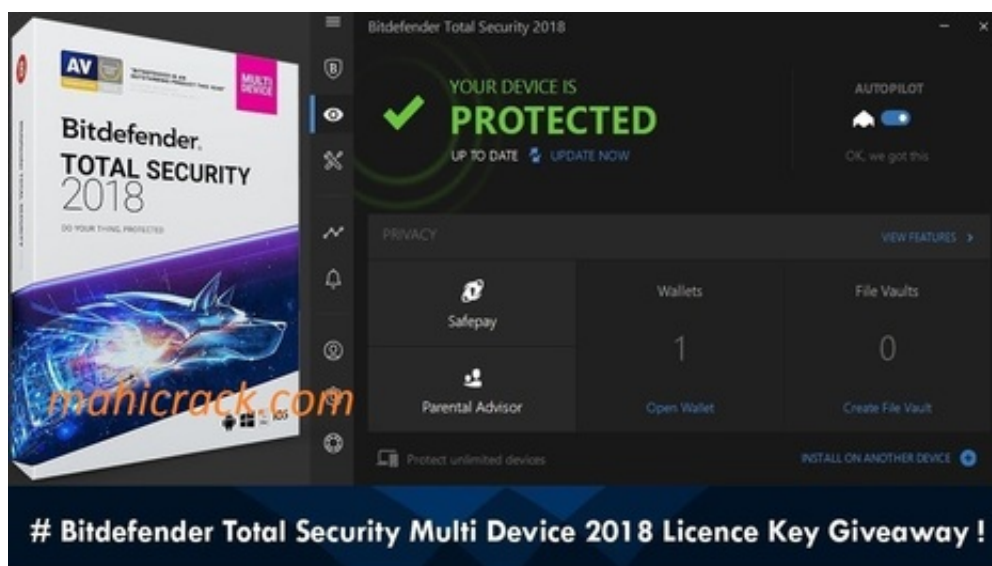 AV
MULTI
DEVICE
Bitdefender.
TOTAL SECURITY
2018
DO YOUR THING. PROTECTED.
mahicrack.com
iOS
Bitdefender Total Security 2018
YOUR DEVICE IS
PROTECTED
UP TO DATE UPDATE NOW
AUTOPILOT
OK, we got this
PRIVACY
VIEW FEATURES >
Safepay
Wallets
1
Open Wallet
File Vaults
0
Create File Vault
Parental Advisor
Protect unlimited devices
INSTALL ON ANOTHER DEVICE
# Bitdefender Total Security Multi Device 2018 Licence Key Giveaway !